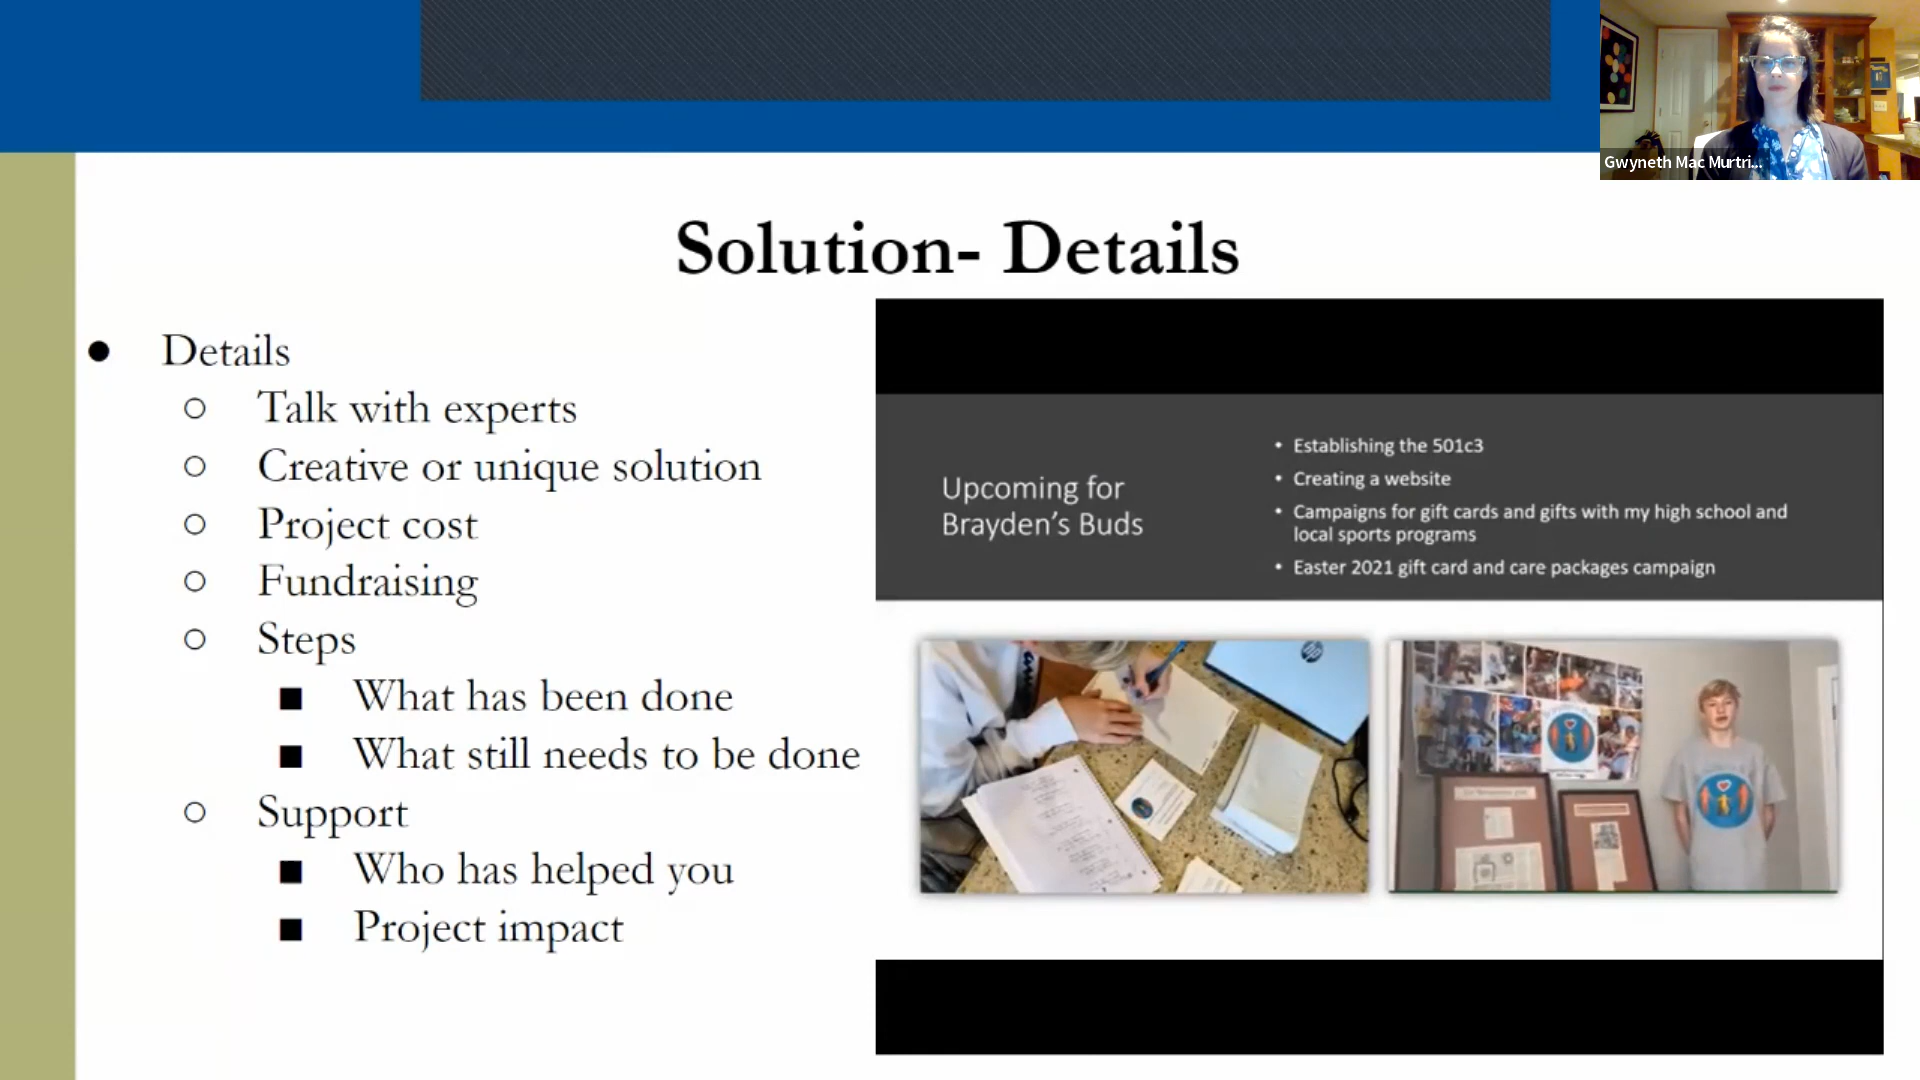 Gwyneth Mac Murtri...
Solution- Details
● Details
○ Talk with experts
○ Creative or unique solution
○ Project cost
○ Fundraising
○ Steps
■ What has been done
■ What still needs to be done
○ Support
■ Who has helped you
■ Project impact
Upcoming for
Brayden’s Buds
• Establishing the 501c3
• Creating a website
• Campaigns for gift cards and gifts with my high school and
local sports programs
• Easter 2021 gift card and care packages campaign
hp